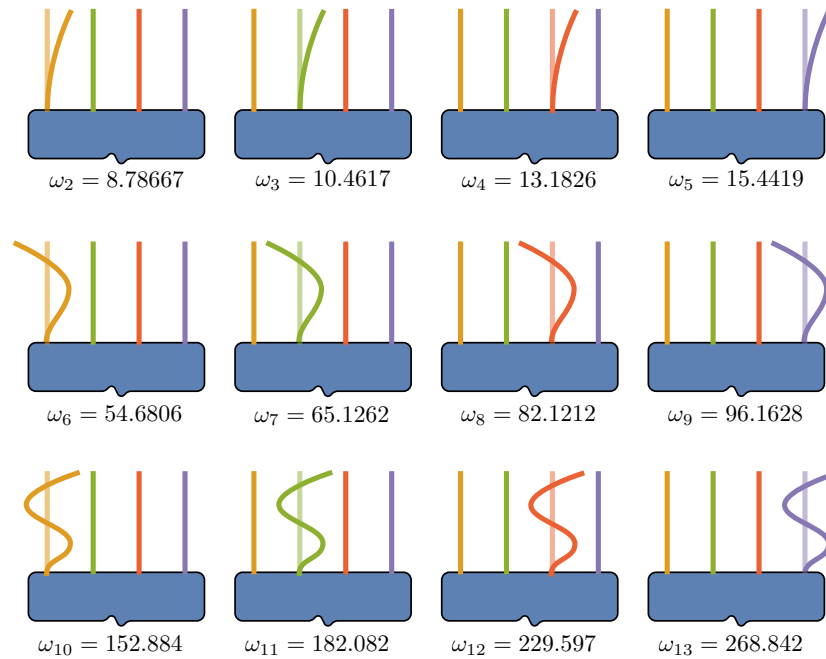 ω₂ = 8.78667
ω₃ = 10.4617
ω₄ = 13.1826
ω₅ = 15.4419
ω₆ = 54.6806
ω₇ = 65.1262
ω₈ = 82.1212
ω₉ = 96.1628
ω₁₀ = 152.884
ω₁₁ = 182.082
ω₁₂ = 229.597
ω₁₃ = 268.842